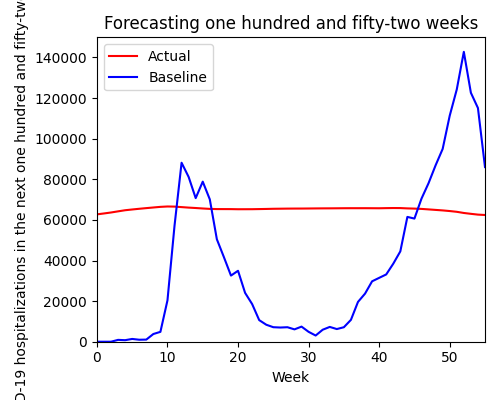 Forecasting one hundred and fifty-two weeks
Actual
Baseline
140000
120000
100000
80000
60000
40000
20000
0
D-19 hospitalizations in the next one hundred and fifty-tw
0
10
20
30
40
50
Week